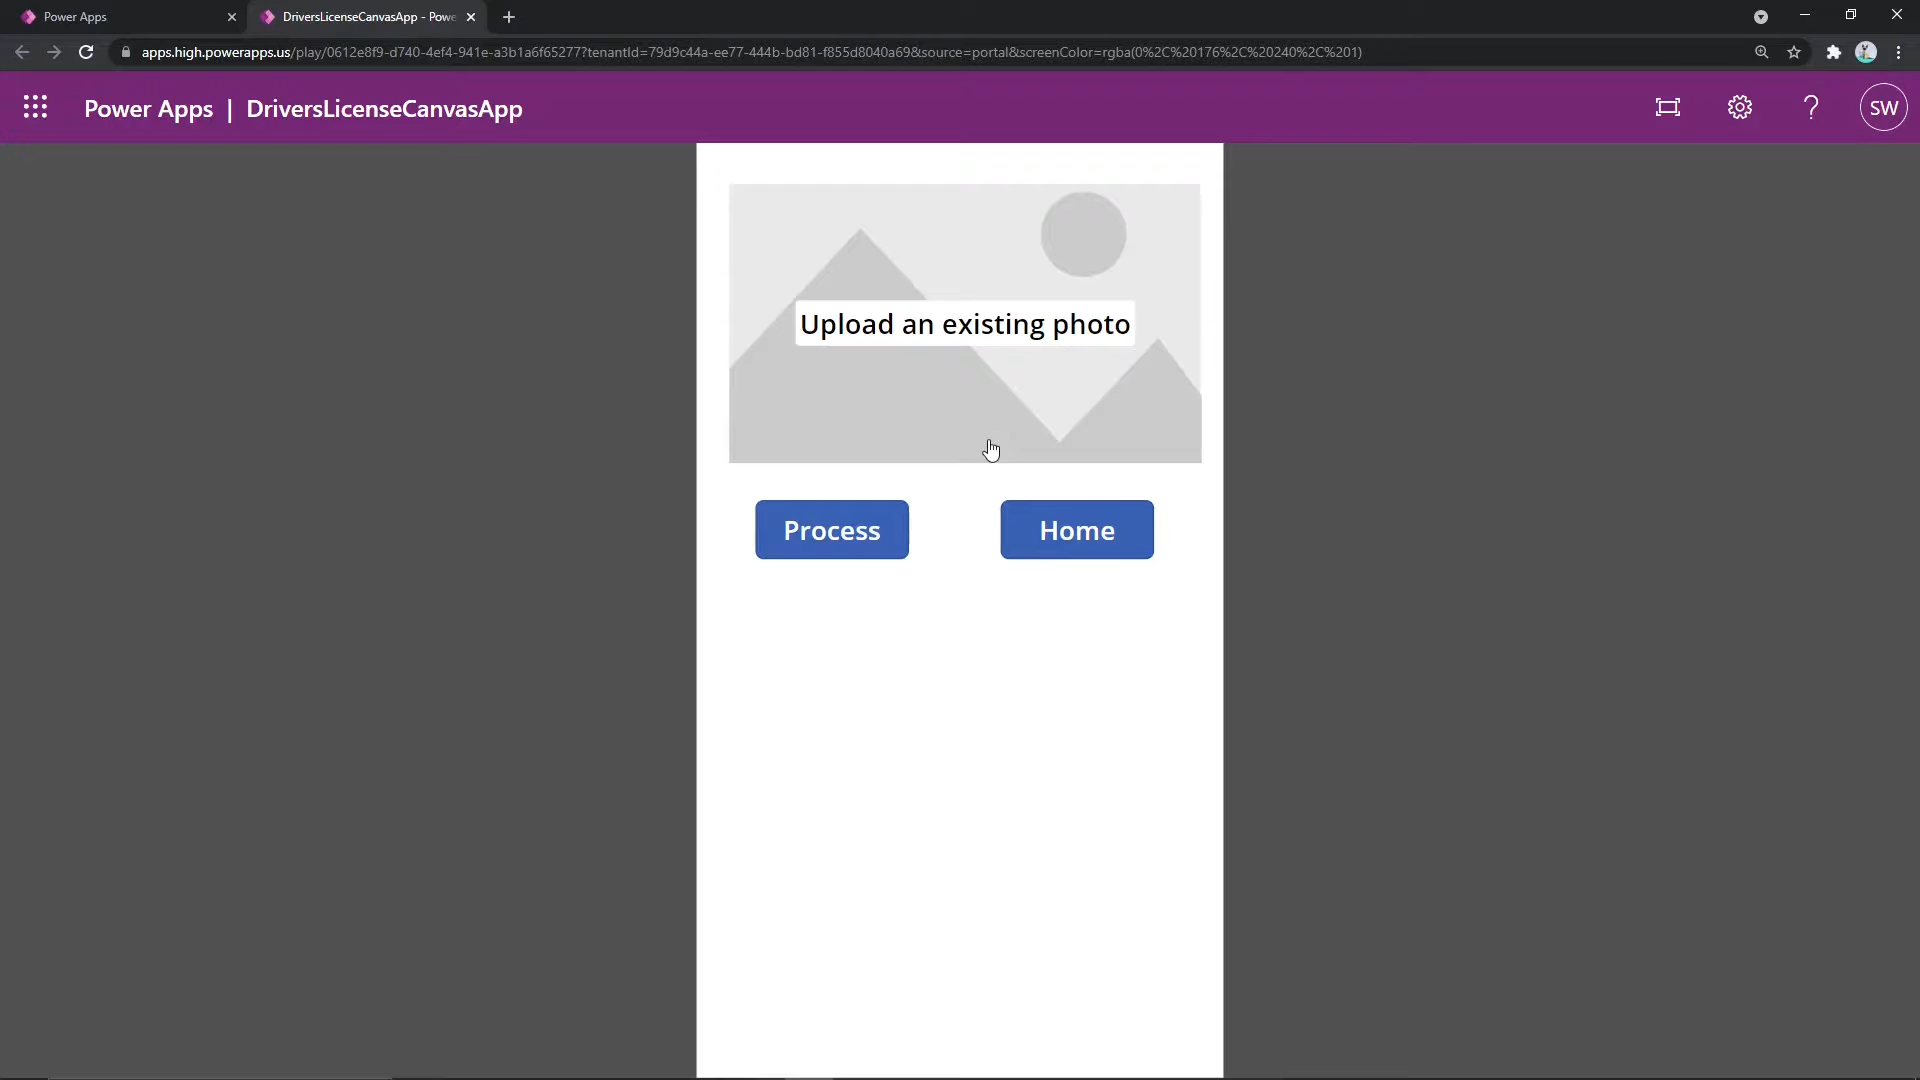 Power Apps
DriversLicenseCanvasApp - Powe
apps.high.powerapps.us/play/0612e8f9-d740-4ef4-941e-a3b1a6f65277?tenantId=79d9c44a-ee77-444b-bd81-f855d8040a69&source=portal&screenColor=rgba(0%2C%20176%2C%20240%2C%201)
Power Apps | DriversLicenseCanvasApp
SW
Upload an existing photo
Process
Home